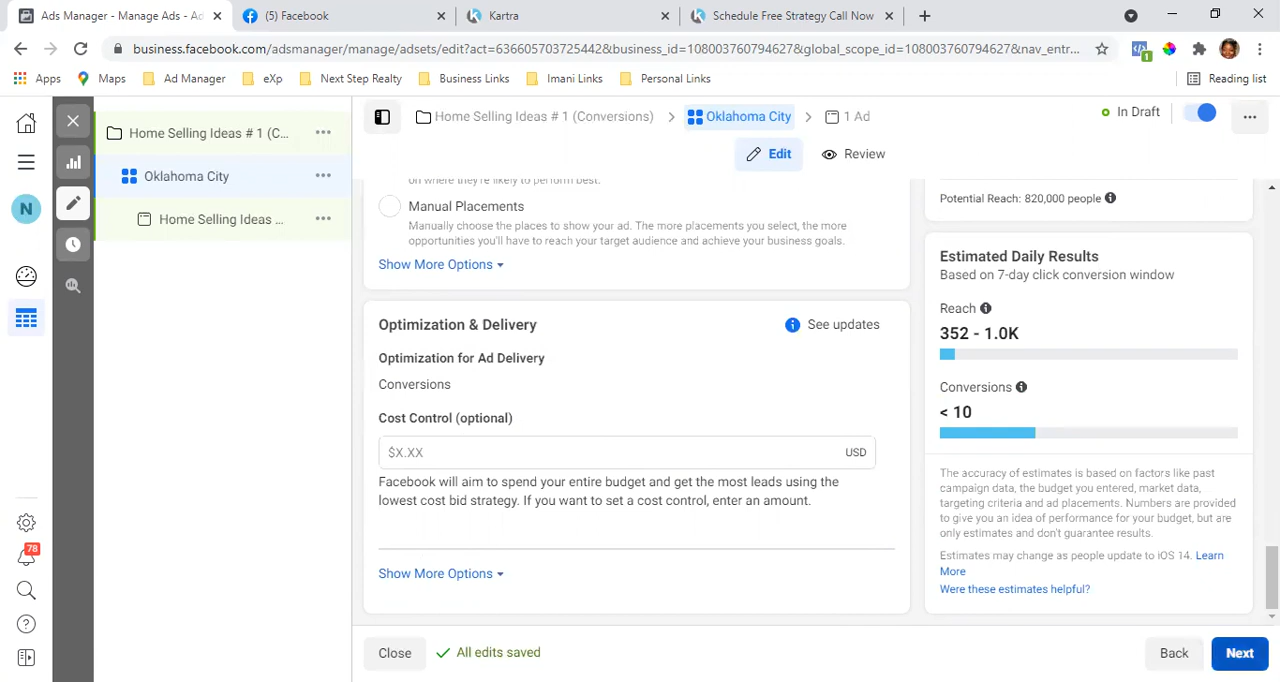 Ads Manager - Manage Ads - Ad
(5) Facebook
Kartra
Schedule Free Strategy Call Now
business.facebook.com/adsmanager/manage/adsets/edit?act=636605703725442&business_id=108003760794627&global_scope_id=108003760794627&nav_entr...
1
Apps
Maps
Ad Manager
eXp
Next Step Realty
Business Links
Imani Links
Personal Links
Reading list
Home Selling Ideas # 1 (C...
Oklahoma City
Home Selling Ideas ...
N
78
Home Selling Ideas # 1 (Conversions)
Oklahoma City
1 Ad
In Draft
Edit
Review
on where they're likely to perform best.
Manual Placements
Manually choose the places to show your ad. The more placements you select, the more
opportunities you'll have to reach your target audience and achieve your business goals.
Show More Options
Optimization & Delivery
See updates
Optimization for Ad Delivery
Conversions
Cost Control (optional)
$X.XX
USD
Facebook will aim to spend your entire budget and get the most leads using the
lowest cost bid strategy. If you want to set a cost control, enter an amount.
Show More Options
Potential Reach: 820,000 people
Estimated Daily Results
Based on 7-day click conversion window
Reach
352 - 1.0K
Conversions
< 10
The accuracy of estimates is based on factors like past
campaign data, the budget you entered, market data,
targeting criteria and ad placements. Numbers are provided
to give you an idea of performance for your budget, but are
only estimates and don't guarantee results.
Estimates may change as people update to iOS 14. Learn
More
Were these estimates helpful?
Close
All edits saved
Back
Next